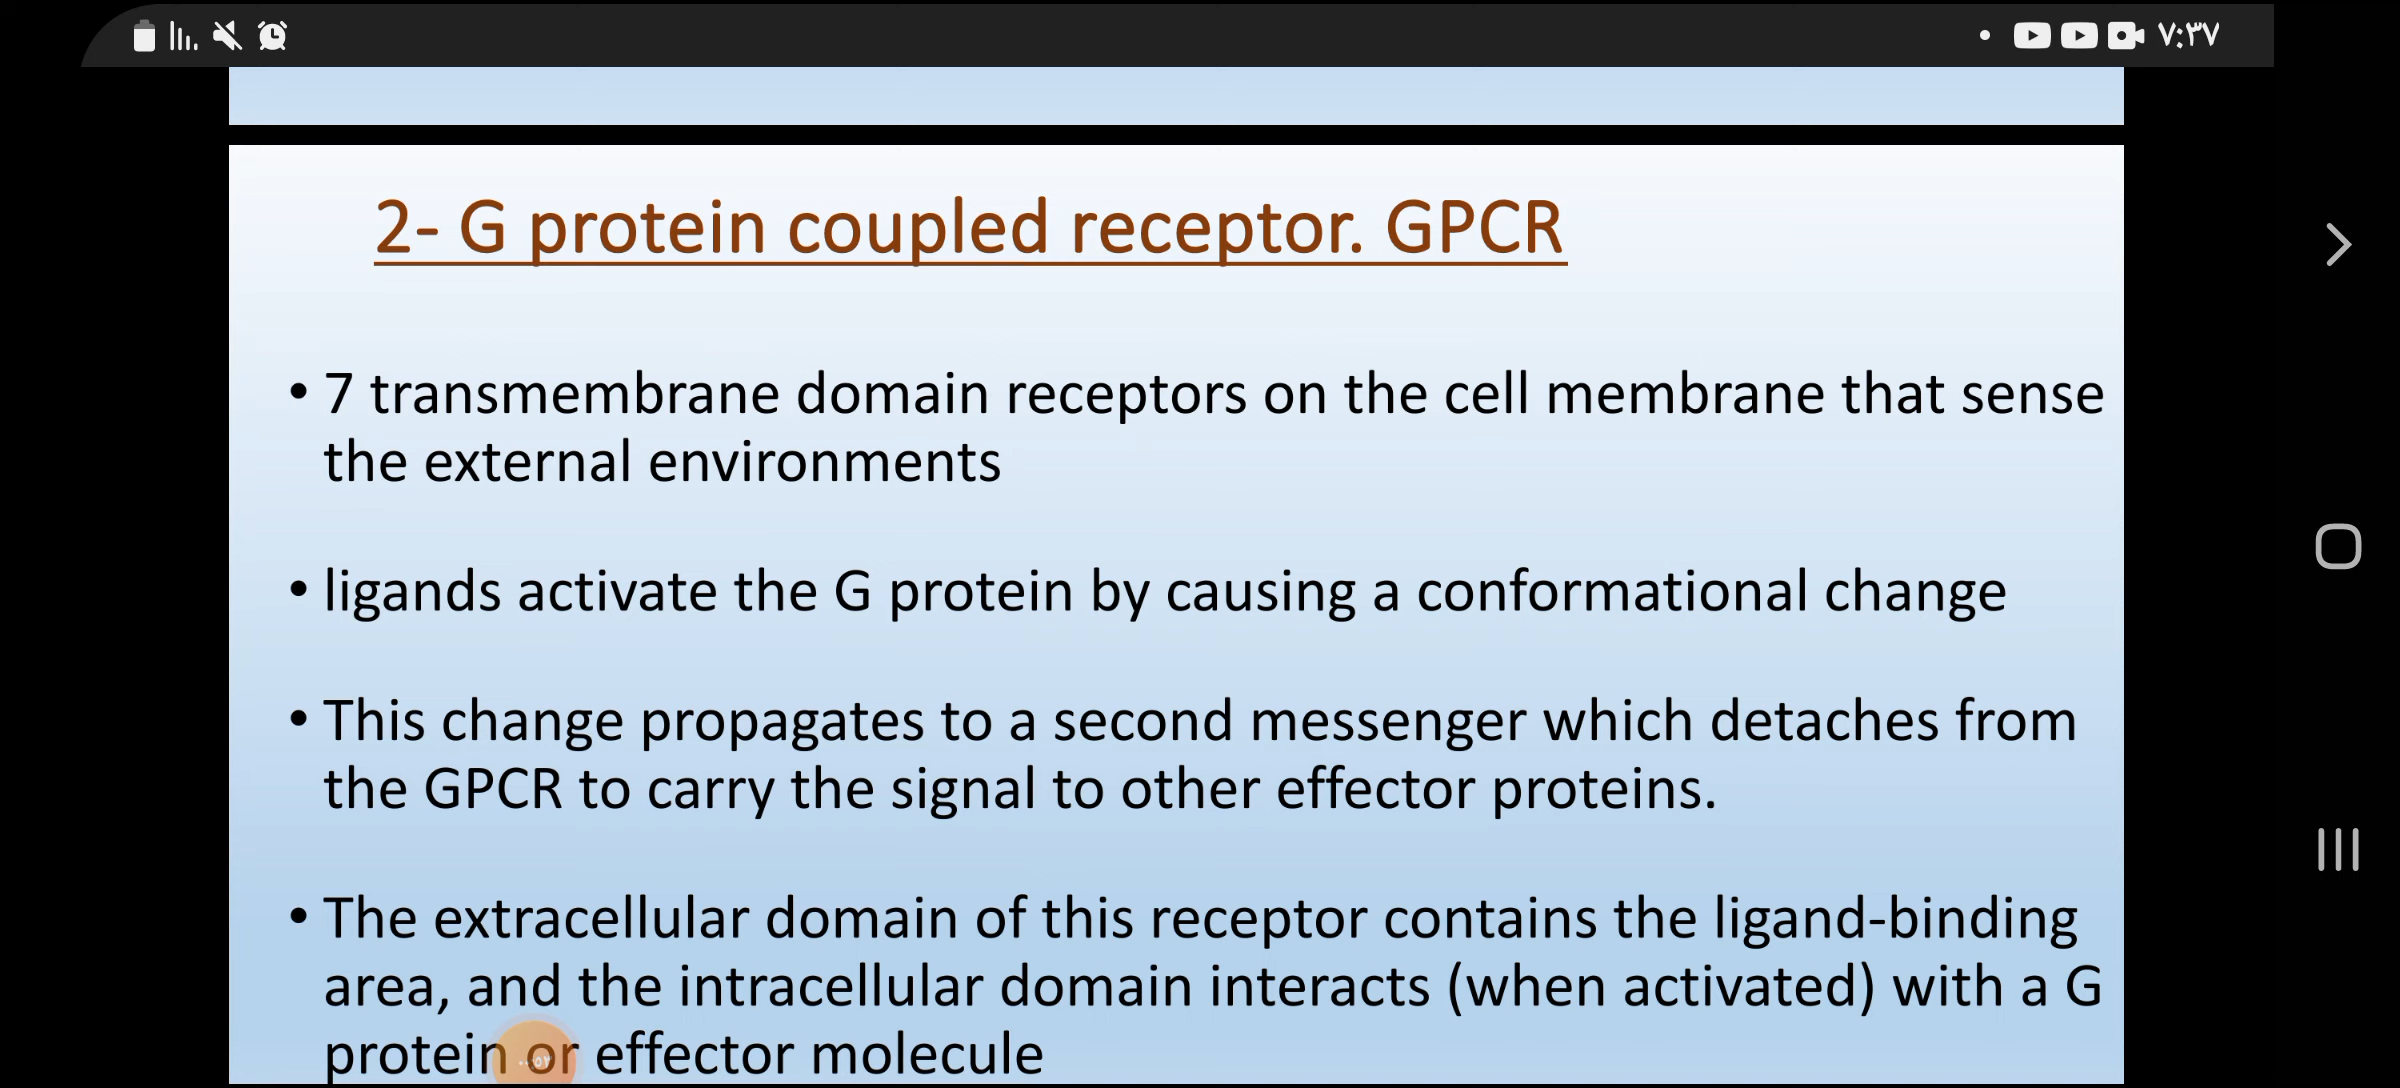 ٧:٣٧
2- G protein coupled receptor. GPCR
• 7 transmembrane domain receptors on the cell membrane that sense
the external environments
• ligands activate the G protein by causing a conformational change
• This change propagates to a second messenger which detaches from
the GPCR to carry the signal to other effector proteins.
• The extracellular domain of this receptor contains the ligand-binding
area, and the intracellular domain interacts (when activated) with a G
protein or effector molecule